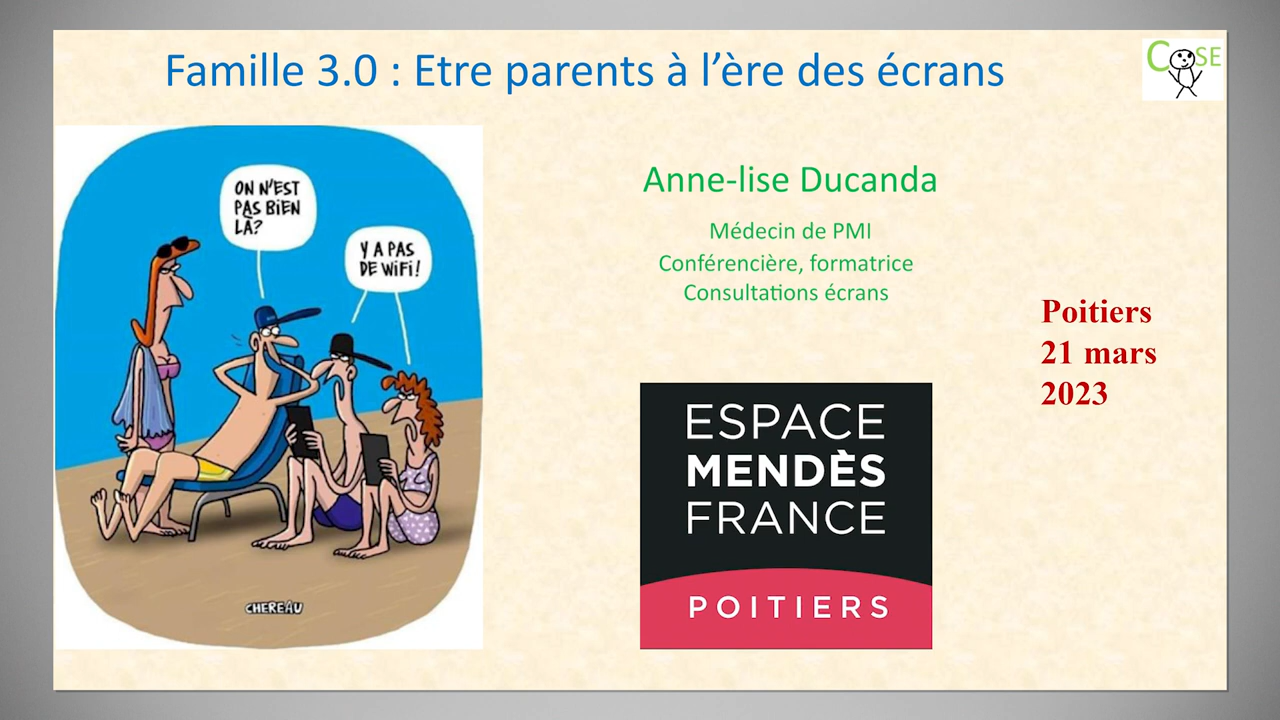 Famille 3.0 : Etre parents à l'ère des écrans
COSE
ON N'EST
PAS BIEN
LÀ?
Y A PAS
DE WIFI!
CHEREAU
Anne-lise Ducanda
Médecin de PMI
Conférencière, formatrice
Consultations écrans
Poitiers
21 mars
2023
ESPACE
MENDÈS
FRANCE
POITIERS